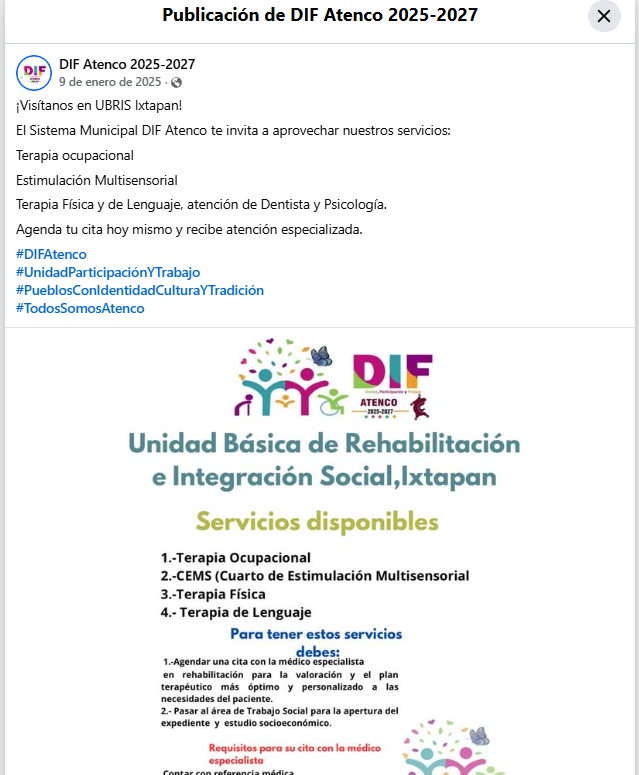 Publicación de DIF Atenco 2025-2027
DIF
DIF Atenco 2025-2027
9 de enero de 2025 ·
¡Visítanos en UBRIS Ixtapan!
El Sistema Municipal DIF Atenco te invita a aprovechar nuestros servicios:
Terapia ocupacional
Estimulación Multisensorial
Terapia Física y de Lenguaje, atención de Dentista y Psicología.
Agenda tu cita hoy mismo y recibe atención especializada.
#DIFAtenco
#UnidadParticipaciónYTrabajo
#PueblosConIdentidadCulturaYTradición
#TodosSomosAtenco
DIF
Unidad, Participación y Trabajo
ATENCO
2025-2027
Unidad Básica de Rehabilitación
e Integración Social,Ixtapan
Servicios disponibles
1.-Terapia Ocupacional
2.-CEMS (Cuarto de Estimulación Multisensorial
3.-Terapia Física
4.- Terapia de Lenguaje
Para tener estos servicios
debes:
1.-Agendar una cita con la médico especialista
en rehabilitación para la valoración y el plan
terapéutico más óptimo y personalizado a las
necesidades del paciente.
2.- Pasar al área de Trabajo Social para la apertura del
expediente y estudio socioeconómico.
Requisitos para su cita con la médico
especialista
Contar con referencia médica